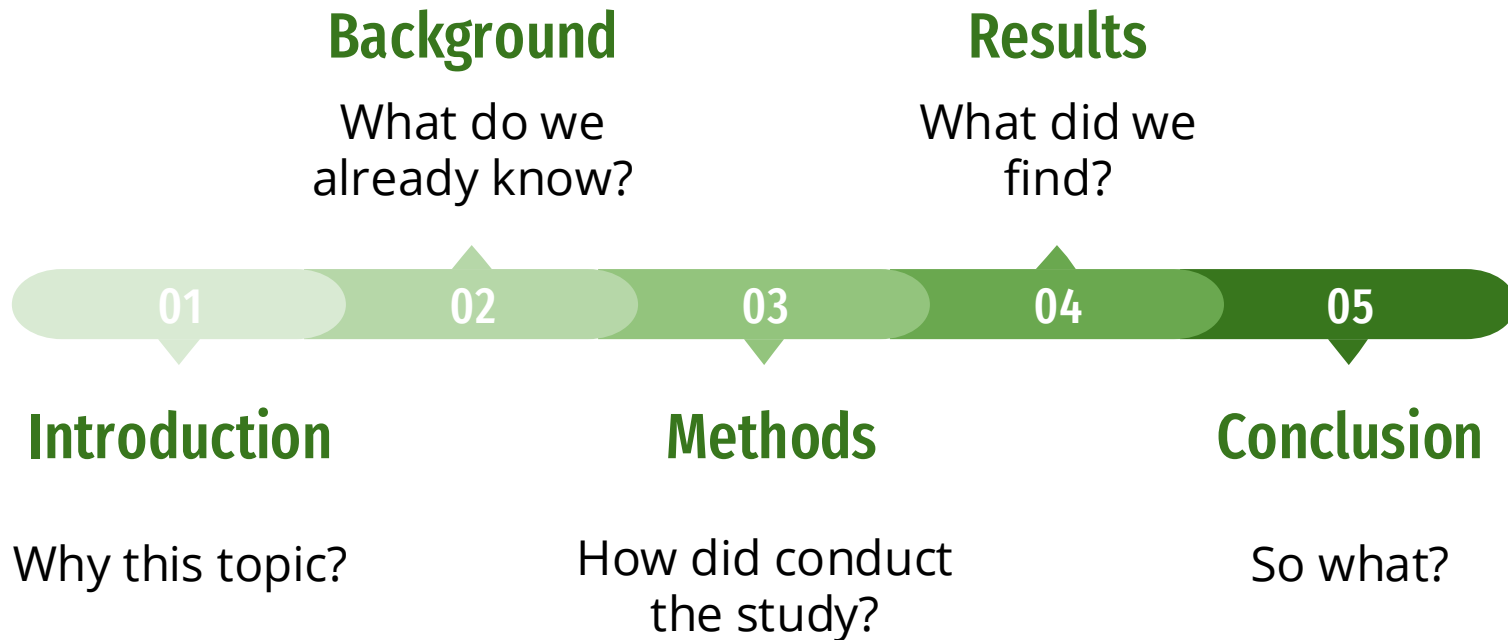 Background
What do we
already know?
Results
What did we
find?
01
02
03
04
05
Introduction
Why this topic?
Methods
How did conduct
the study?
Conclusion
So what?